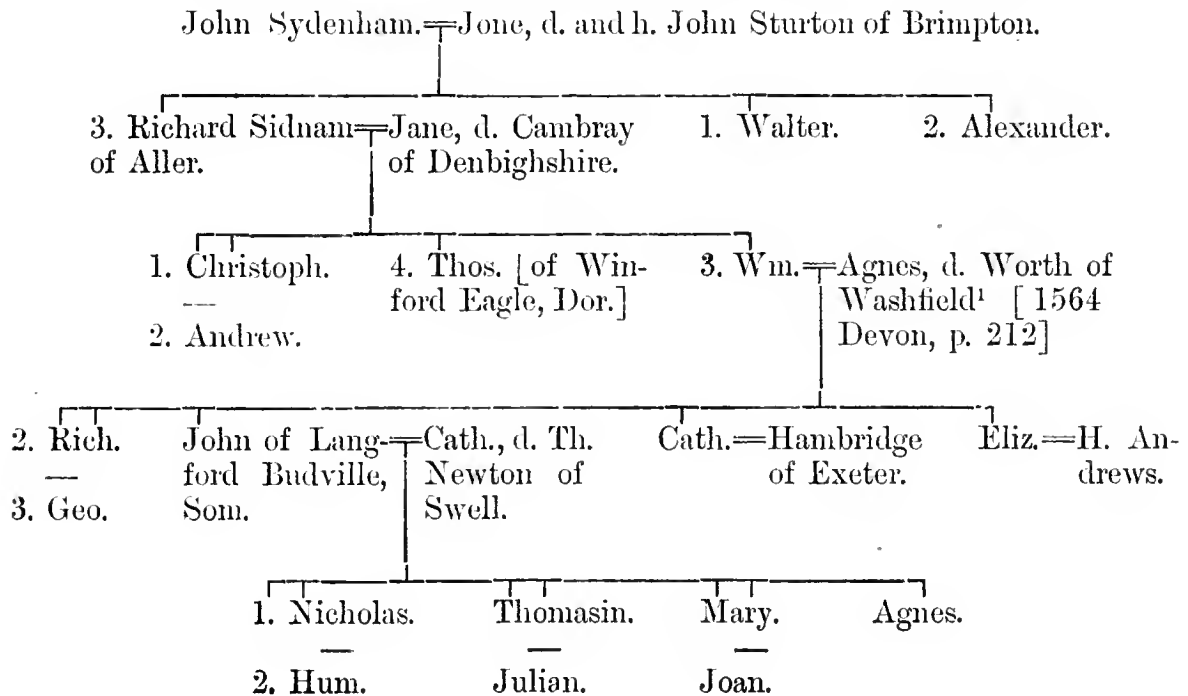 John Sydenham.=Jone, d. and h. John Sturton of Brimpton.
3. Richard Sidnam=Jane, d. Cambray 1. Walter. 2. Alexander.
of Aller. of Denbighshire.
1. Christoph. 4. Thos. [of Win- 3. Wm.=Agnes, d. Worth of
— ford Eagle, Dor.] Washfield¹ [1564
2. Andrew. Devon, p. 212]
2. Rich. John of Lang-=Cath., d. Th. Cath.=Hambridge Eliz.=H. An-
— ford Budville, Newton of of Exeter. drews.
3. Geo. Som. Swell.
1. Nicholas. Thomasin. Mary. Agnes.
— — —
2. Hum. Julian. Joan.